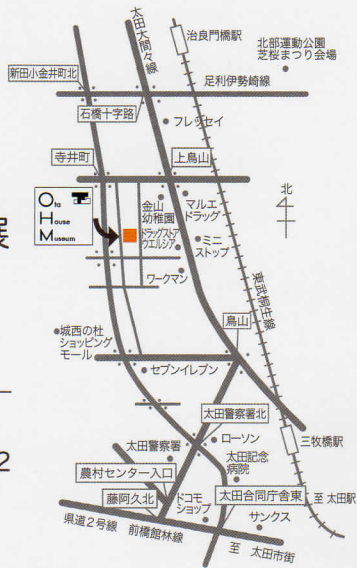 治良門橋駅
北部運動公園
芝桜まつり会場
太田大間々線
新田小金井町北
足利伊勢崎線
石橋十字路
フレッセイ
寺井町
上鳥山
北
Ota
House
Museum
金山
幼稚園
マルエ
ドラッグ
ドラッグストア
ウエルシア
ミニ
ストップ
展
ワークマン
東武桐生線
鳥山
城西の杜
ショッピング
モール
セブンイレブン
太田警察署北
太田警察署
ローソン
三枚橋駅
2
太田記念
病院
農村センター入口
藤阿久北
ドコモ
ショップ
太田合同庁舎東
至 太田駅
サンクス
県道2号線 前橋館林線
至 太田市街